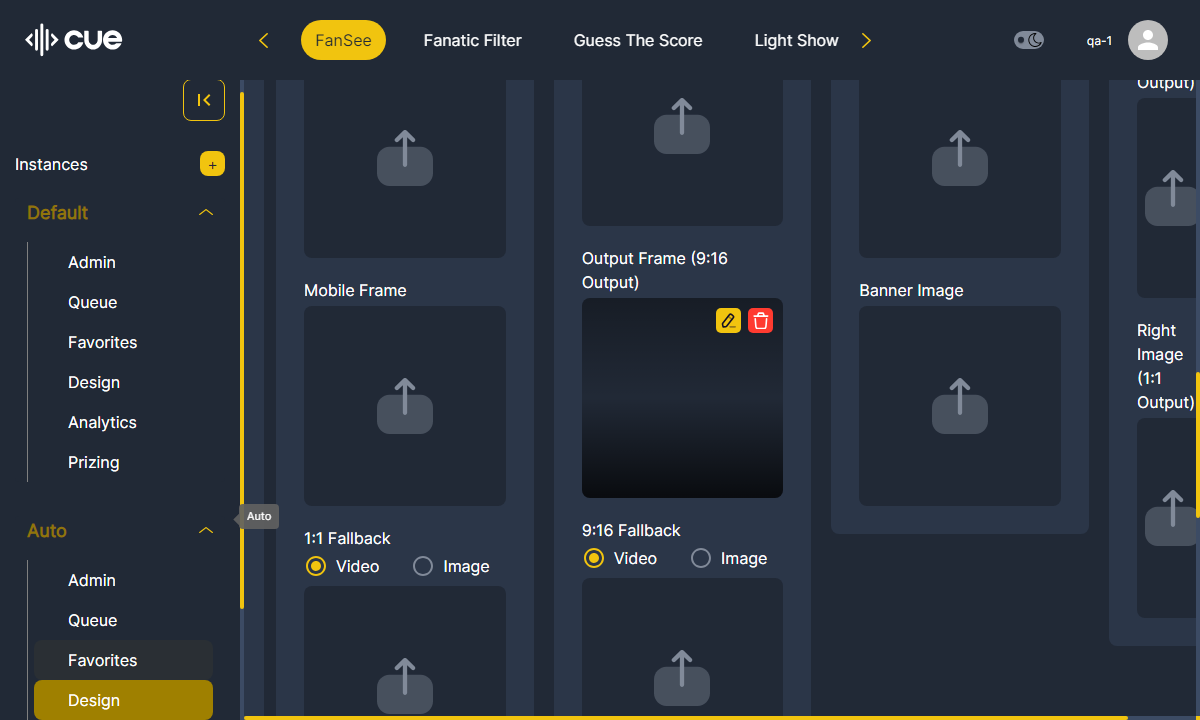 cue
FanSee
Fanatic Filter
Guess The Score
Light Show
qa-1
Instances
+
Default
Admin
Queue
Favorites
Design
Analytics
Prizing
Auto
Admin
Queue
Favorites
Design
Auto
Mobile Frame
1:1 Fallback
Video
Image
Output Frame (9:16
Output)
9:16 Fallback
Video
Image
Banner Image
Output)
Right
Image
(1:1
Output)